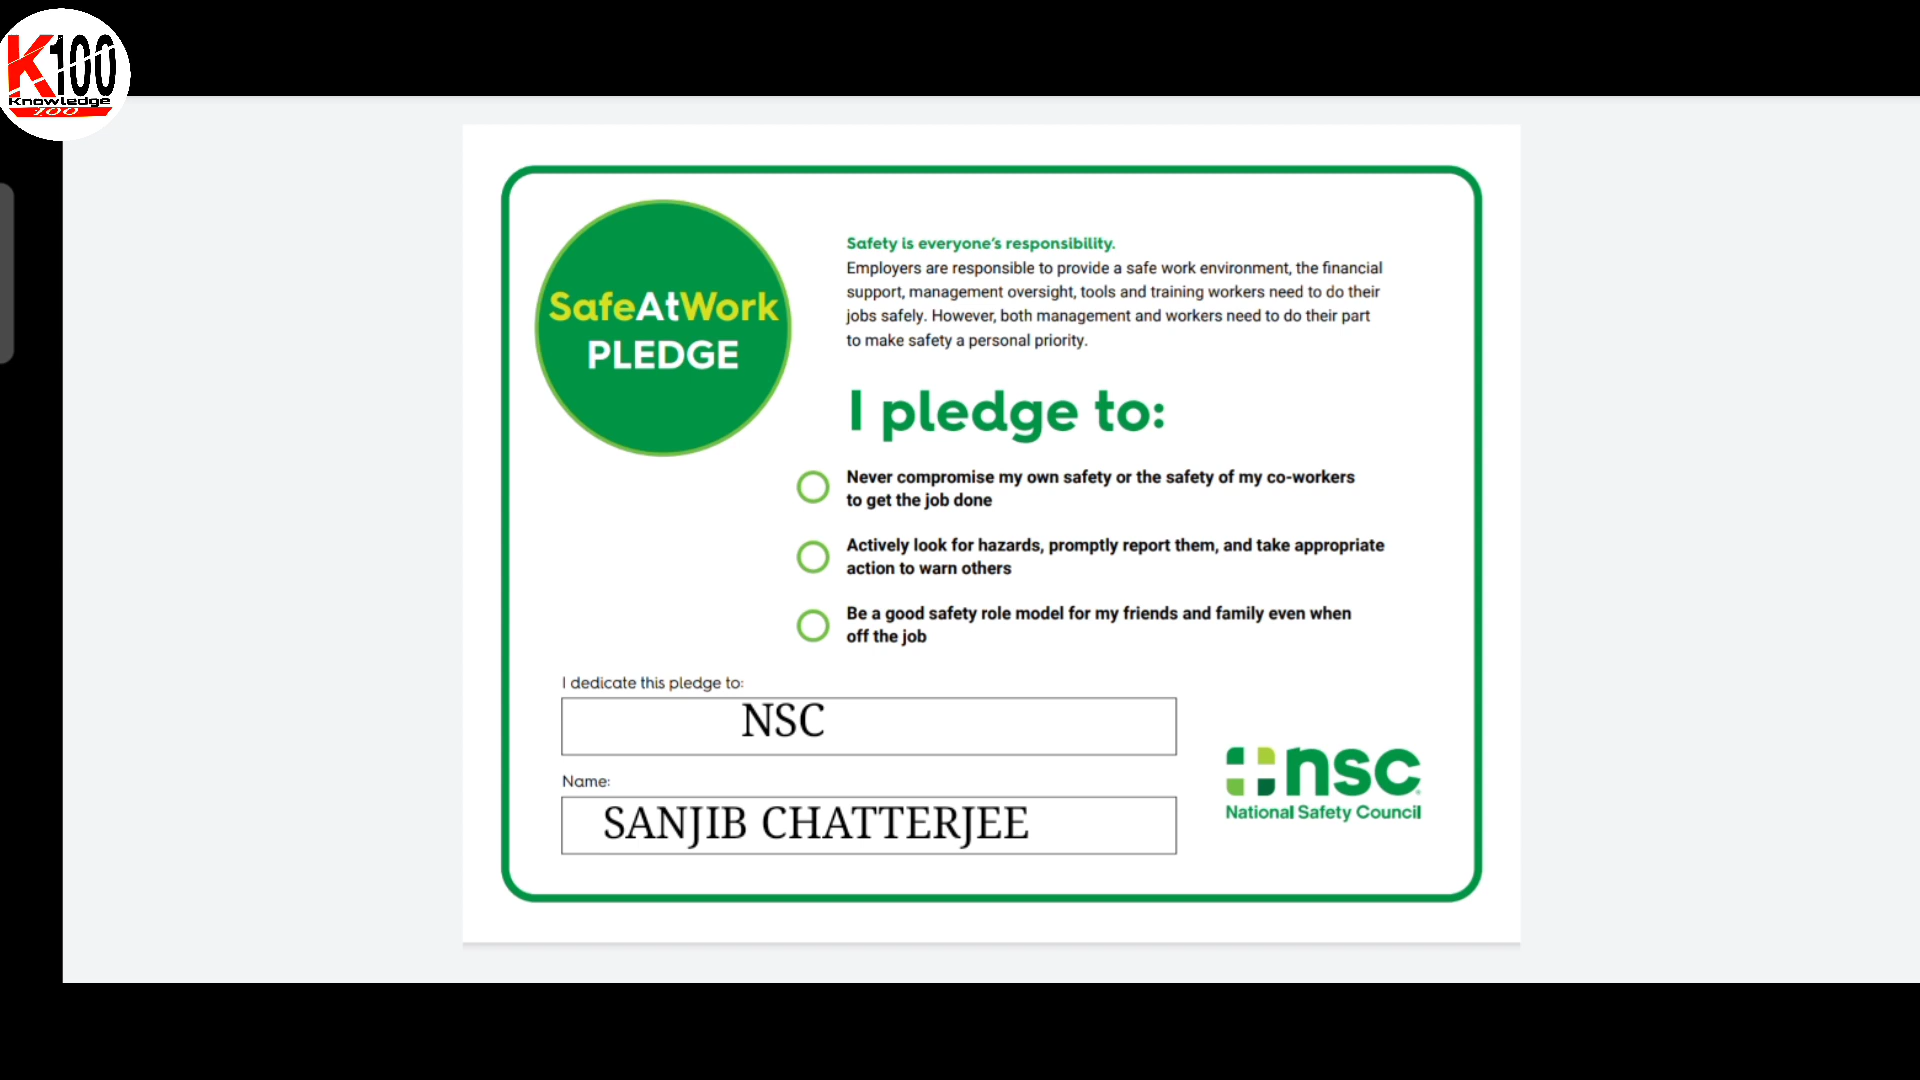 K100
Knowledge
100
SafeAtWork
PLEDGE
Safety is everyone's responsibility.
Employers are responsible to provide a safe work environment, the financial
support, management oversight, tools and training workers need to do their
jobs safely. However, both management and workers need to do their part
to make safety a personal priority.
I pledge to:
Never compromise my own safety or the safety of my co-workers
to get the job done
Actively look for hazards, promptly report them, and take appropriate
action to warn others
Be a good safety role model for my friends and family even when
off the job
I dedicate this pledge to:
NSC
Name:
SANJIB CHATTERJEE
nsc
National Safety Council